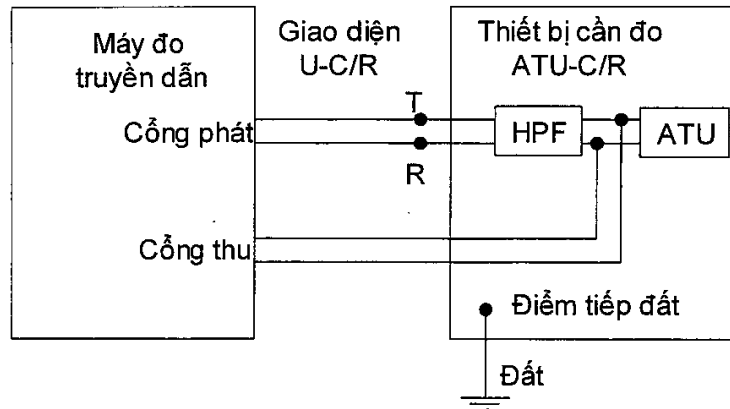 Máy đo
truyền dẫn
Giao diện
U-C/R
Thiết bị cần đo
ATU-C/R
T
HPF
ATU
Cổng phát
R
Cổng thu
Điểm tiếp đất
Đất